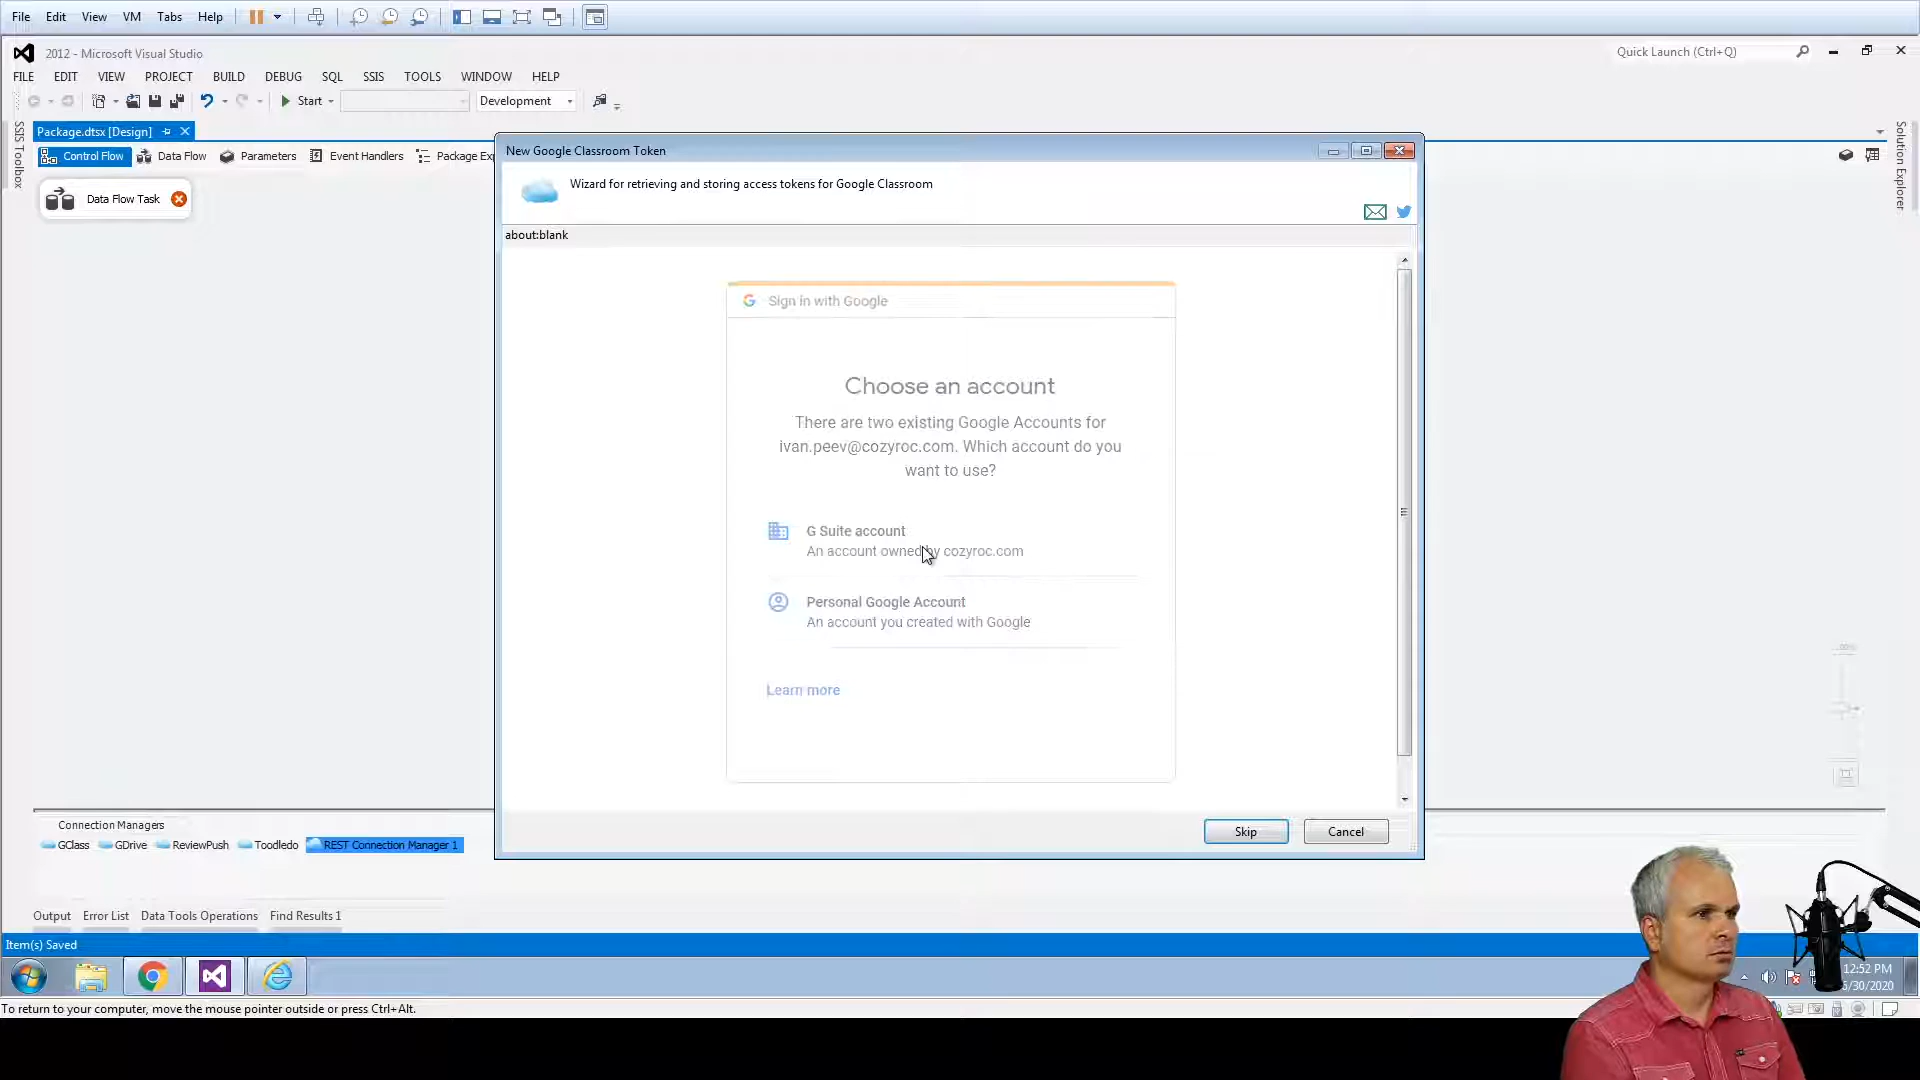 File Edit View VM Tabs Help
2012 - Microsoft Visual Studio
Quick Launch (Ctrl+Q)
FILE EDIT VIEW PROJECT BUILD DEBUG SQL SSIS TOOLS WINDOW HELP
Start
Development
SSIS Toolbox
Package.dtsx [Design]
Solution Explorer
Control Flow
Data Flow
Parameters
Event Handlers
Package Exp
Data Flow Task
New Google Classroom Token
Wizard for retrieving and storing access tokens for Google Classroom
about:blank
Sign in with Google
Choose an account
There are two existing Google Accounts for
ivan.peev@cozyroc.com. Which account do you
want to use?
G Suite account
An account owned by cozyroc.com
Personal Google Account
An account you created with Google
Learn more
Skip
Cancel
Connection Managers
GClass GDrive ReviewPush Toodledo REST Connection Manager 1
Output Error List Data Tools Operations Find Results 1
Item(s) Saved
12:52 PM
/30/2020
To return to your computer, move the mouse pointer outside or press Ctrl+Alt.